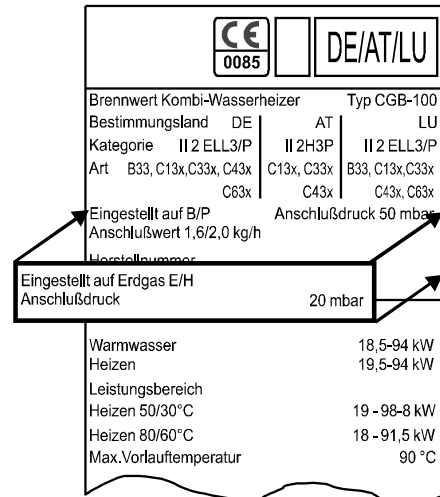 CE
0085
DE/AT/LU
Brennwert Kombi-Wasserheizer Typ CGB-100
Bestimmungsland DE AT LU
Kategorie II 2 ELL3/P II 2H3P II 2 ELL3/P
Art B33, C13x,C33x, C43x C13x, C33x B33, C13x,C33x
C63x C43x C43x, C63x
Eingestellt auf B/P Anschlußdruck 50 mbar
Anschlußwert 1,6/2,0 kg/h
Herstellnummer
Eingestellt auf Erdgas E/H
Anschlußdruck 20 mbar
Warmwasser 18,5-94 kW
Heizen 19,5-94 kW
Leistungsbereich
Heizen 50/30°C 19 - 98-8 kW
Heizen 80/60°C 18 - 91,5 kW
Max.Vorlauftemperatur 90 °C